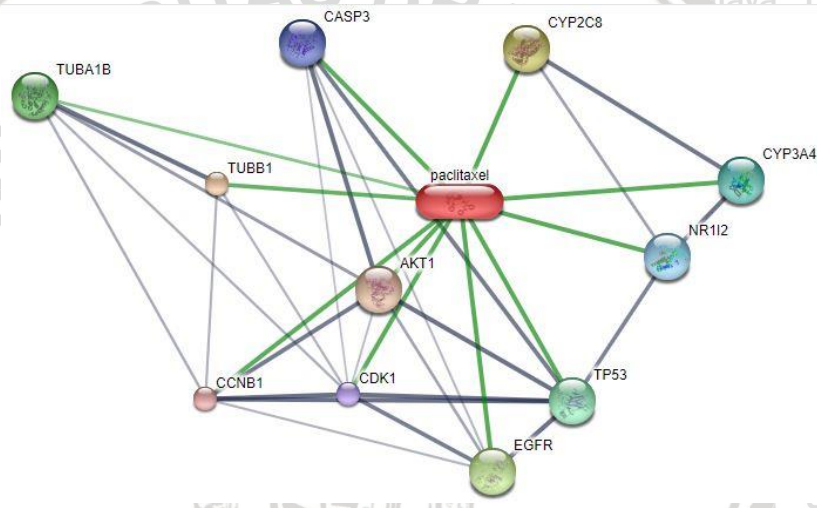 CASP3
CYP2C8
TUBA1B
CYP3A4
TUBB1
paclitaxel
NR1I2
AKT1
CCNB1
CDK1
TP53
EGFR